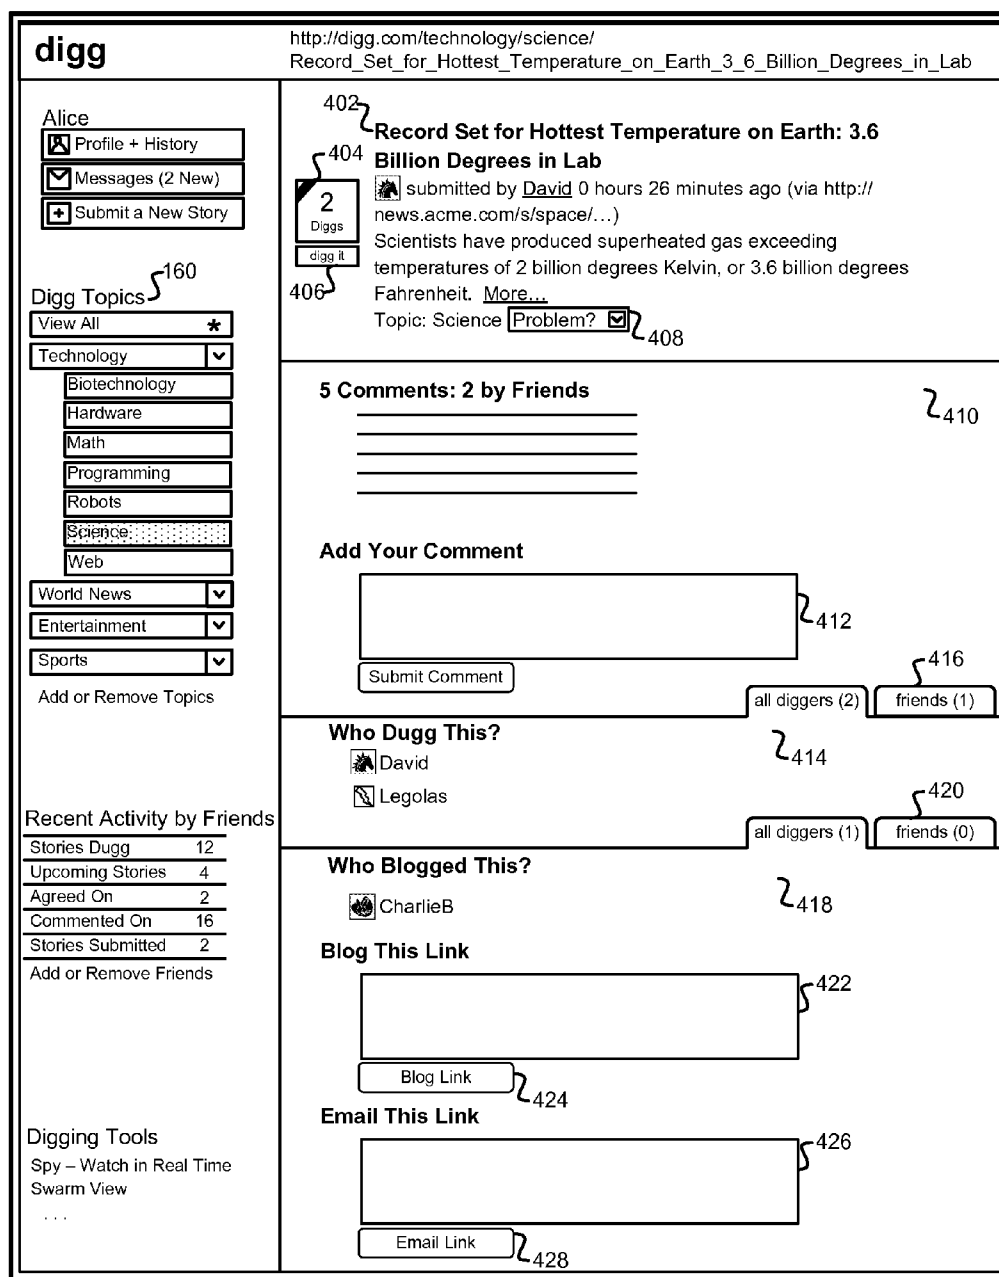 digg
http://digg.com/technology/science/
Record_Set_for_Hottest_Temperature_on_Earth_3_6_Billion_Degrees_in_Lab
Alice
Profile + History
Messages (2 New)
Submit a New Story
160
Digg Topics
View All *
Technology
Biotechnology
Hardware
Math
Programming
Robots
Science
Web
World News
Entertainment
Sports
Add or Remove Topics
Recent Activity by Friends
Stories Dugg 12
Upcoming Stories 4
Agreed On 2
Commented On 16
Stories Submitted 2
Add or Remove Friends
Digging Tools
Spy – Watch in Real Time
Swarm View
...
402
Record Set for Hottest Temperature on Earth: 3.6
404
Billion Degrees in Lab
2
Diggs
digg it
406
submitted by David 0 hours 26 minutes ago (via http://
news.acme.com/s/space/…)
Scientists have produced superheated gas exceeding
temperatures of 2 billion degrees Kelvin, or 3.6 billion degrees
Fahrenheit. More…
Topic: Science Problem?
408
5 Comments: 2 by Friends
410
Add Your Comment
412
Submit Comment
416
all diggers (2) friends (1)
Who Dugg This?
414
David
Legolas
420
all diggers (1) friends (0)
Who Blogged This?
418
CharlieB
Blog This Link
422
Blog Link
424
Email This Link
426
Email Link
428